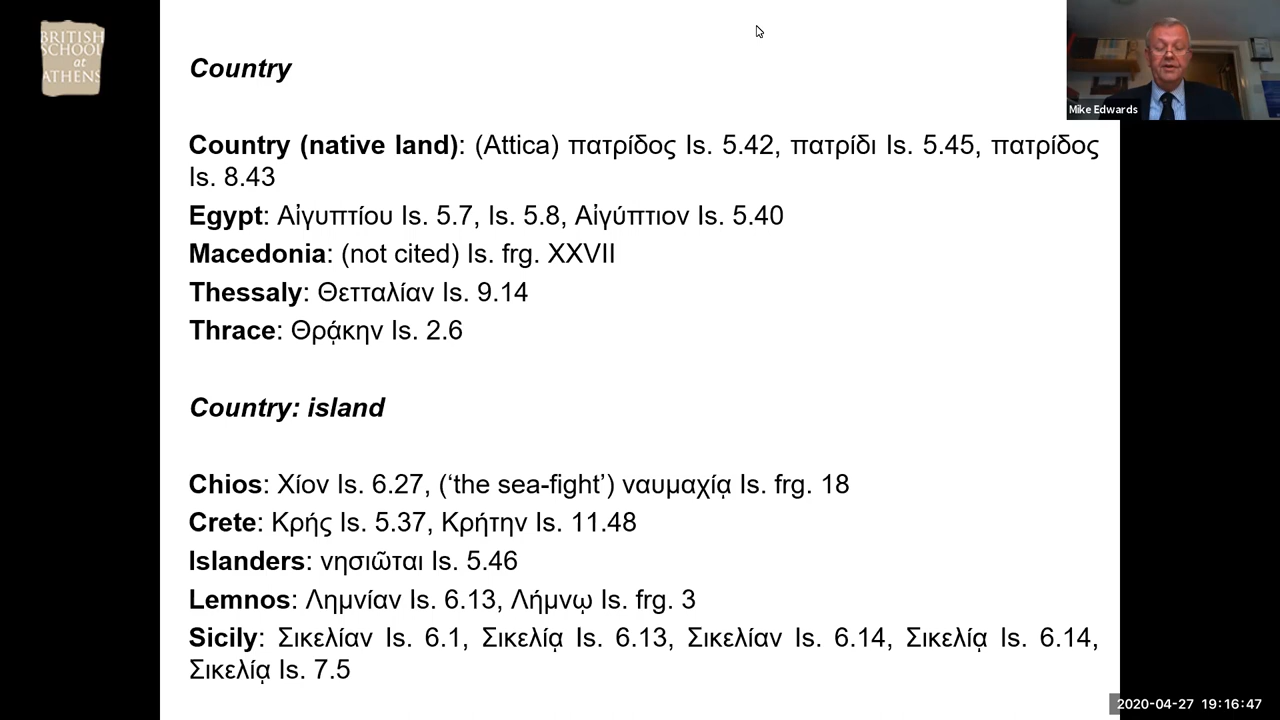 BRITISH
SCHOOL
at
ATHENS
Country
Mike Edwards
Country (native land): (Attica) πατρίδος Is. 5.42, πατρίδι Is. 5.45, πατρίδος
Is. 8.43
Egypt: Αἰγυπτίου Is. 5.7, Is. 5.8, Αἰγύπτιον Is. 5.40
Macedonia: (not cited) Is. frg. XXVII
Thessaly: Θετταλίαν Is. 9.14
Thrace: Θρᾴκην Is. 2.6
Country: island
Chios: Χίον Is. 6.27, (‘the sea-fight’) ναυμαχίᾳ Is. frg. 18
Crete: Κρής Is. 5.37, Κρήτην Is. 11.48
Islanders: νησιῶται Is. 5.46
Lemnos: Λημνίαν Is. 6.13, Λήμνῳ Is. frg. 3
Sicily: Σικελίαν Is. 6.1, Σικελίᾳ Is. 6.13, Σικελίαν Is. 6.14, Σικελίᾳ Is. 6.14,
Σικελίᾳ Is. 7.5
2020-04-27 19:16:47